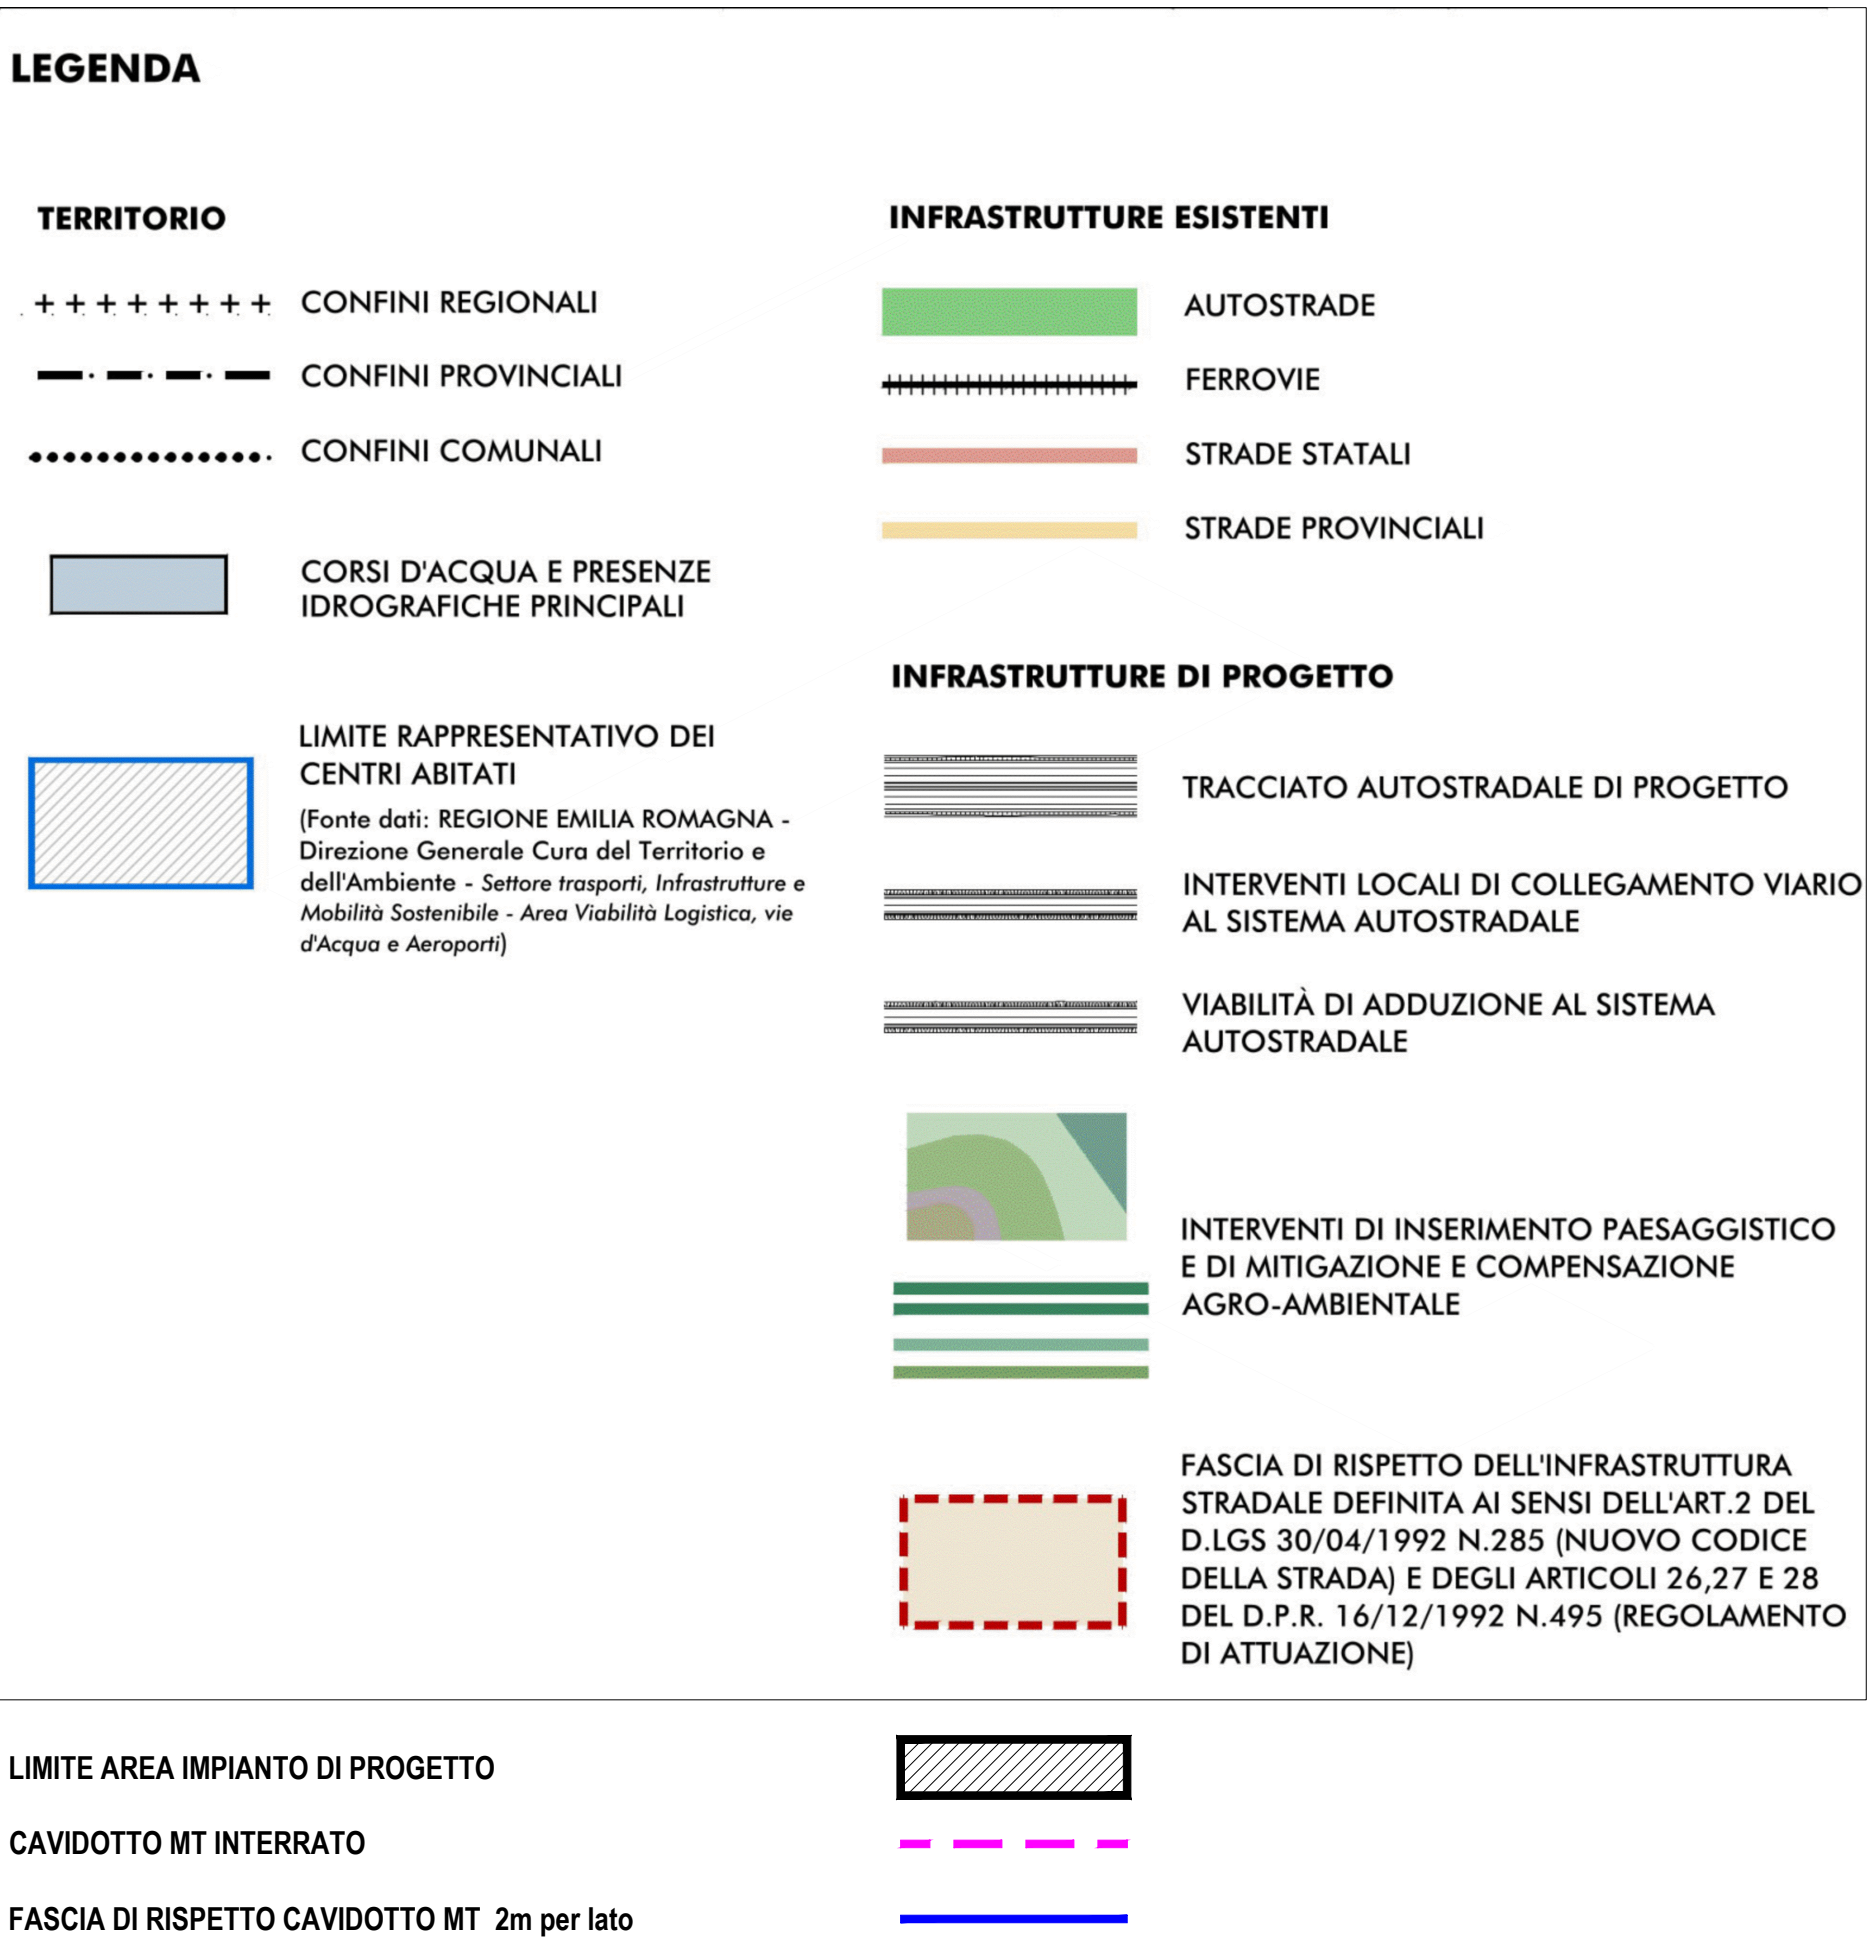 LEGENDA
TERRITORIO
CONFINI REGIONALI
CONFINI PROVINCIALI
CONFINI COMUNALI
CORSI D'ACQUA E PRESENZE
IDROGRAFICHE PRINCIPALI
LIMITE RAPPRESENTATIVO DEI
CENTRI ABITATI
(Fonte dati: REGIONE EMILIA ROMAGNA -
Direzione Generale Cura del Territorio e
dell'Ambiente - Settore trasporti, Infrastrutture e
Mobilità Sostenibile - Area Viabilità Logistica, vie
d'Acqua e Aeroporti)
INFRASTRUTTURE ESISTENTI
AUTOSTRADE
FERROVIE
STRADE STATALI
STRADE PROVINCIALI
INFRASTRUTTURE DI PROGETTO
TRACCIATO AUTOSTRADALE DI PROGETTO
INTERVENTI LOCALI DI COLLEGAMENTO VIARIO
AL SISTEMA AUTOSTRADALE
VIABILITÀ DI ADDUZIONE AL SISTEMA
AUTOSTRADALE
INTERVENTI DI INSERIMENTO PAESAGGISTICO
E DI MITIGAZIONE E COMPENSAZIONE
AGRO-AMBIENTALE
FASCIA DI RISPETTO DELL'INFRASTRUTTURA
STRADALE DEFINITA AI SENSI DELL'ART.2 DEL
D.LGS 30/04/1992 N.285 (NUOVO CODICE
DELLA STRADA) E DEGLI ARTICOLI 26,27 E 28
DEL D.P.R. 16/12/1992 N.495 (REGOLAMENTO
DI ATTUAZIONE)
LIMITE AREA IMPIANTO DI PROGETTO
CAVIDOTTO MT INTERRATO
FASCIA DI RISPETTO CAVIDOTTO MT  2m per lato